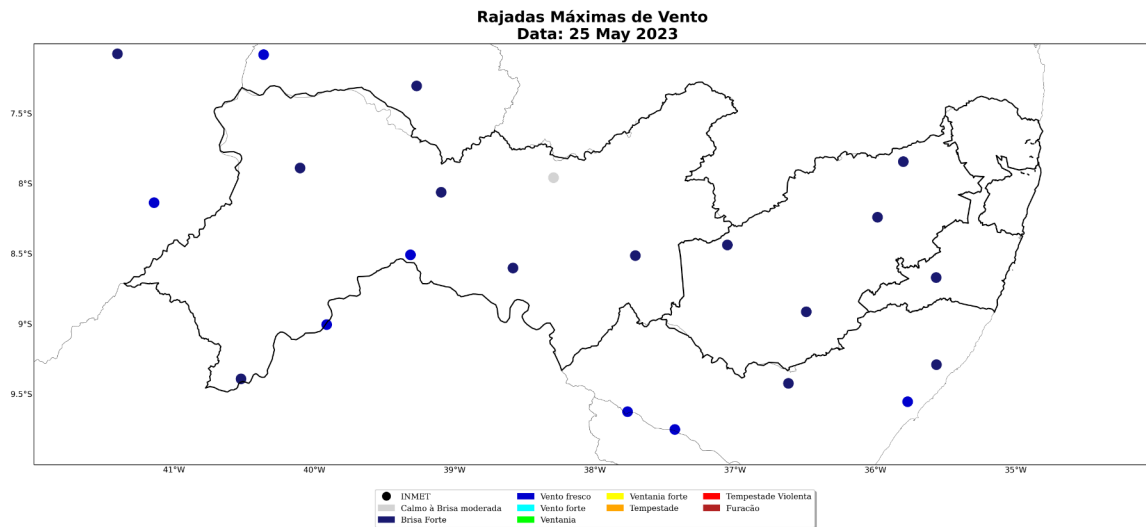 Rajadas Máximas de Vento
Data: 25 May 2023
7.5°S
8°S
8.5°S
9°S
9.5°S
41°W
40°W
39°W
38°W
37°W
36°W
35°W
INMET
Calmo à Brisa moderada
Brisa Forte
Vento fresco
Vento forte
Ventania
Ventania forte
Tempestade
Tempestade Violenta
Furacão